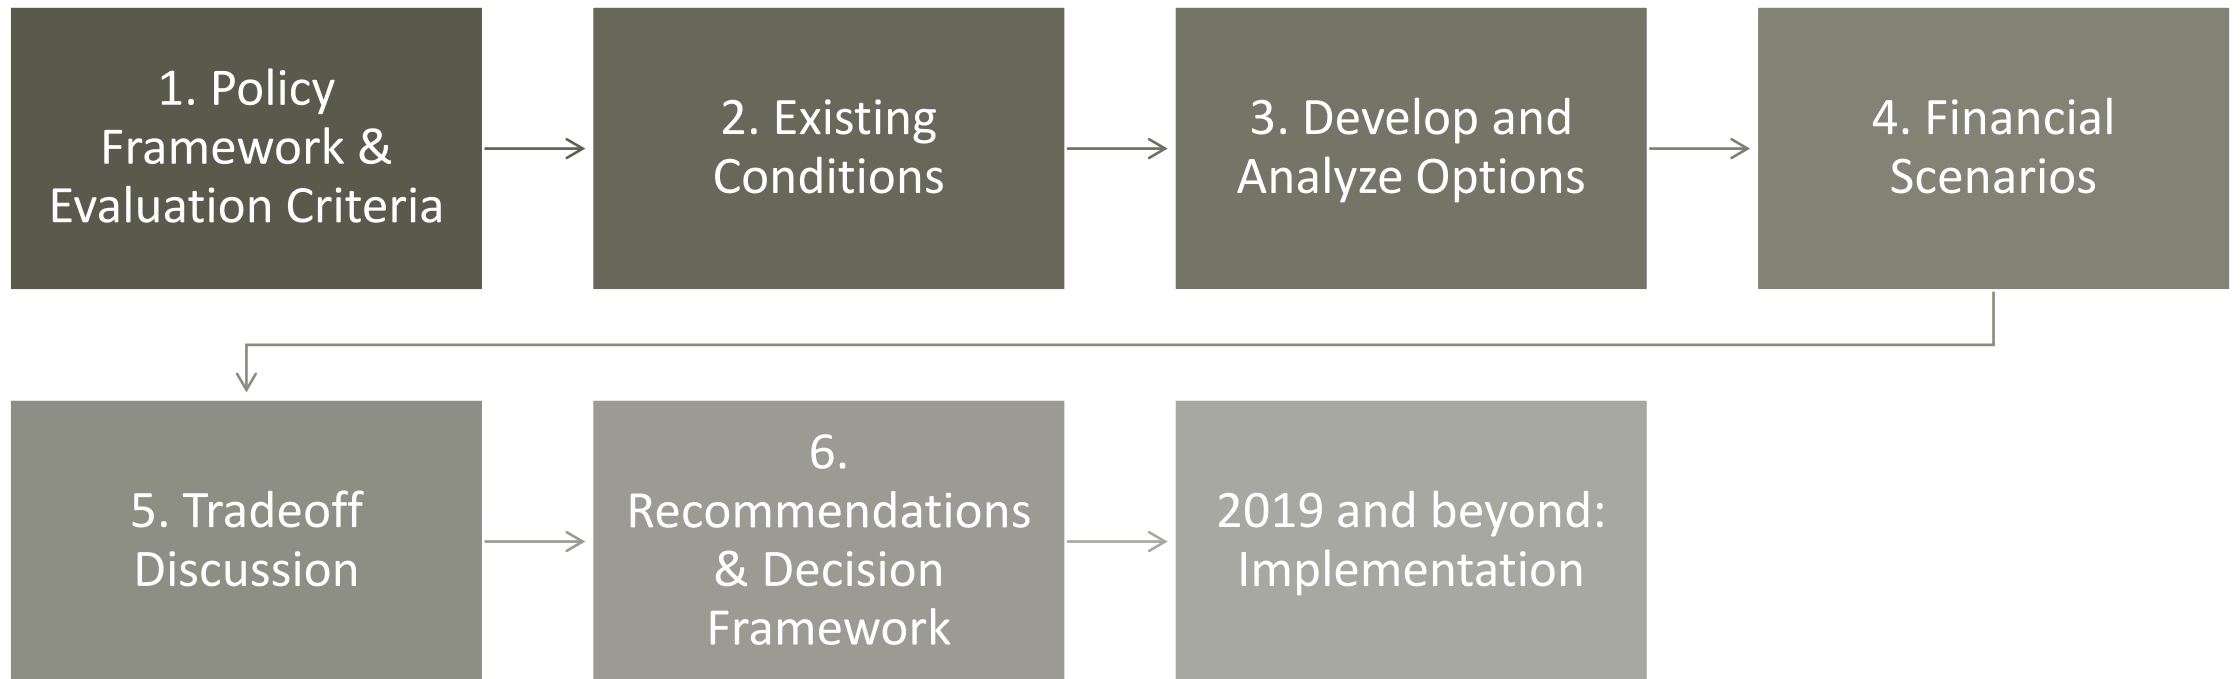 1. Policy
Framework &
Evaluation Criteria
2. Existing
Conditions
3. Develop and
Analyze Options
4. Financial
Scenarios
5. Tradeoff
Discussion
6.
Recommendations
& Decision
Framework
2019 and beyond:
Implementation